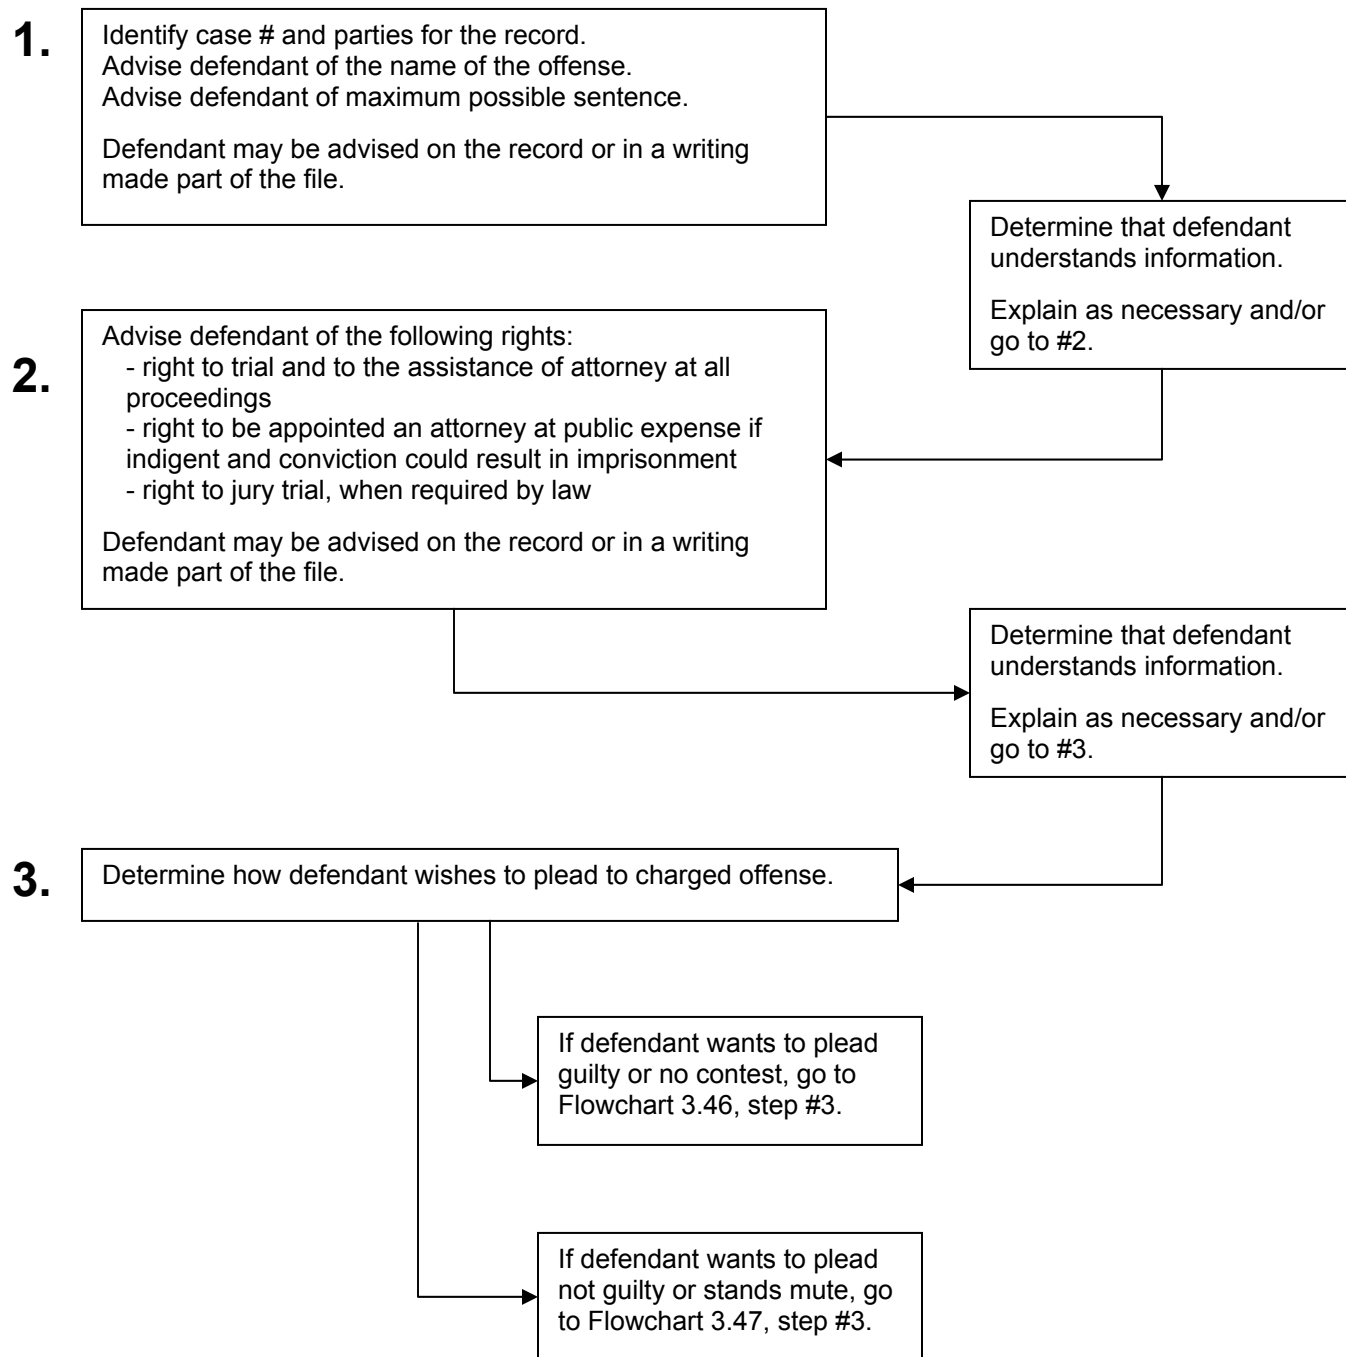 1.
Identify case # and parties for the record.
Advise defendant of the name of the offense.
Advise defendant of maximum possible sentence.
Defendant may be advised on the record or in a writing
made part of the file.
Determine that defendant
understands information.
Explain as necessary and/or
go to #2.
2.
Advise defendant of the following rights:
- right to trial and to the assistance of attorney at all
proceedings
- right to be appointed an attorney at public expense if
indigent and conviction could result in imprisonment
- right to jury trial, when required by law
Defendant may be advised on the record or in a writing
made part of the file.
Determine that defendant
understands information.
Explain as necessary and/or
go to #3.
3.
Determine how defendant wishes to plead to charged offense.
If defendant wants to plead
guilty or no contest, go to
Flowchart 3.46, step #3.
If defendant wants to plead
not guilty or stands mute, go
to Flowchart 3.47, step #3.